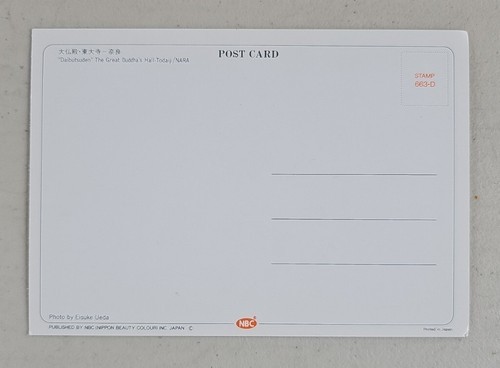 大仏殿・東大寺－奈良
"Daibutsuden" The Great Buddha's Hall-Todaiji/NARA
POST CARD
STAMP
663-D
Photo by Eisuke Ueda
NBC
PUBLISHED BY NBC (NIPPON BEAUTY COLOUR) INC. JAPAN Ⓒ
Printed in Japan